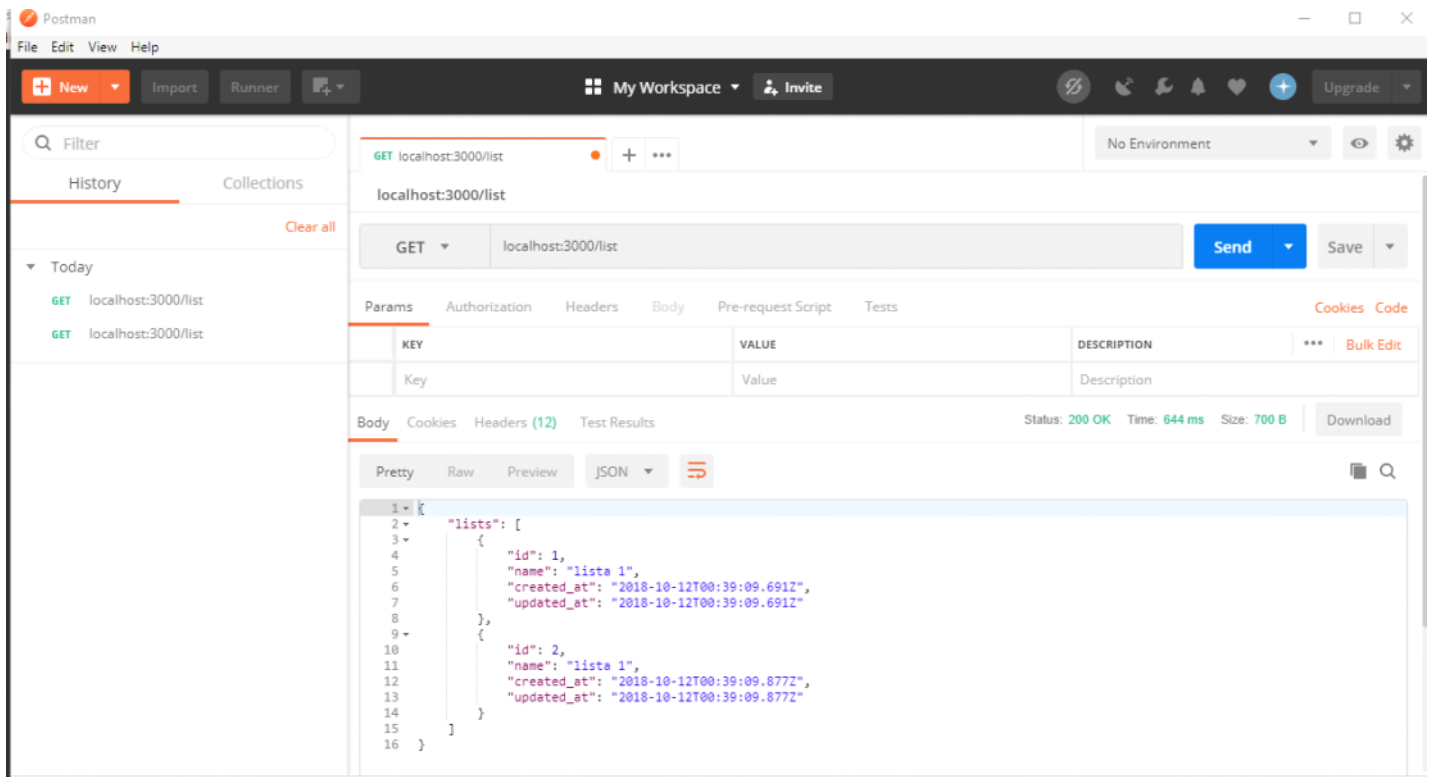 Postman
File Edit View Help
New Import Runner My Workspace Invite Upgrade
Filter
History Collections
Clear all
Today
GET localhost:3000/list
GET localhost:3000/list
GET localhost:3000/list
No Environment
localhost:3000/list
GET localhost:3000/list Send Save
Params Authorization Headers Body Pre-request Script Tests Cookies Code
KEY VALUE DESCRIPTION Bulk Edit
Key Value Description
Body Cookies Headers (12) Test Results Status: 200 OK Time: 644 ms Size: 700 B Download
Pretty Raw Preview JSON
1 {
2 "lists": [
3 {
4 "id": 1,
5 "name": "lista 1",
6 "created_at": "2018-10-12T00:39:09.691Z",
7 "updated_at": "2018-10-12T00:39:09.691Z"
8 },
9 {
10 "id": 2,
11 "name": "lista 1",
12 "created_at": "2018-10-12T00:39:09.877Z",
13 "updated_at": "2018-10-12T00:39:09.877Z"
14 }
15 ]
16 }